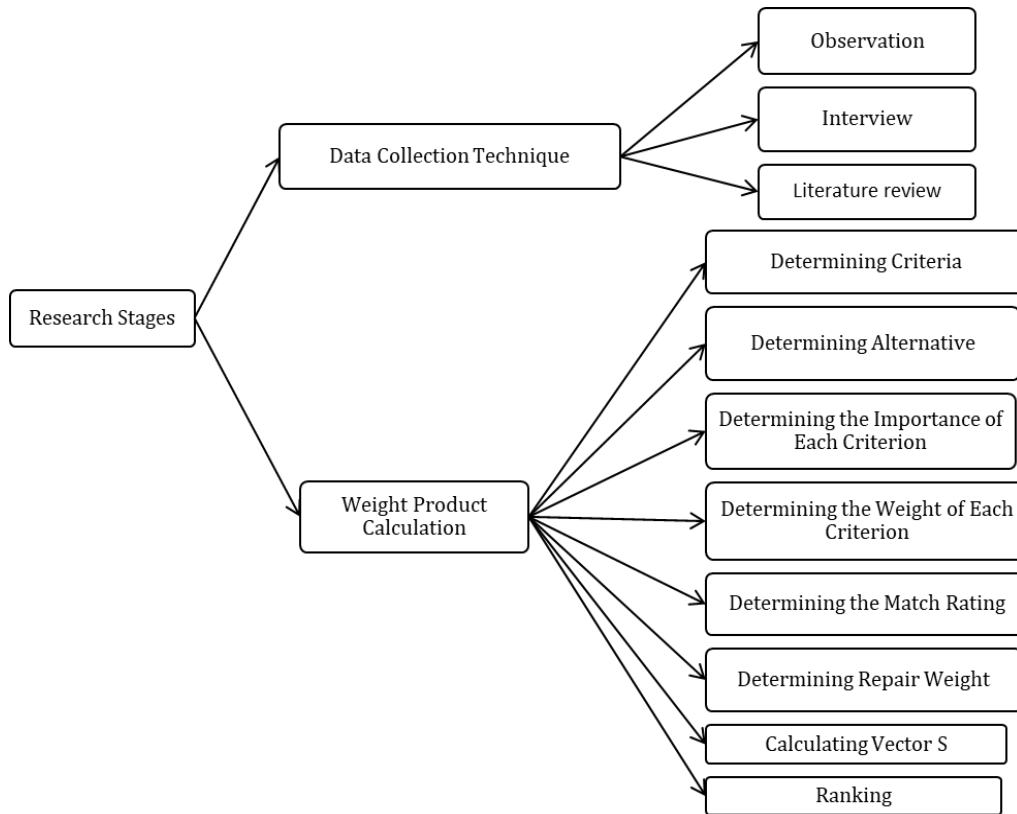 Observation
Interview
Data Collection Technique
Literature review
Determining Criteria
Research Stages
Determining Alternative
Determining the Importance of
Each Criterion
Weight Product
Calculation
Determining the Weight of Each
Criterion
Determining the Match Rating
Determining Repair Weight
Calculating Vector S
Ranking